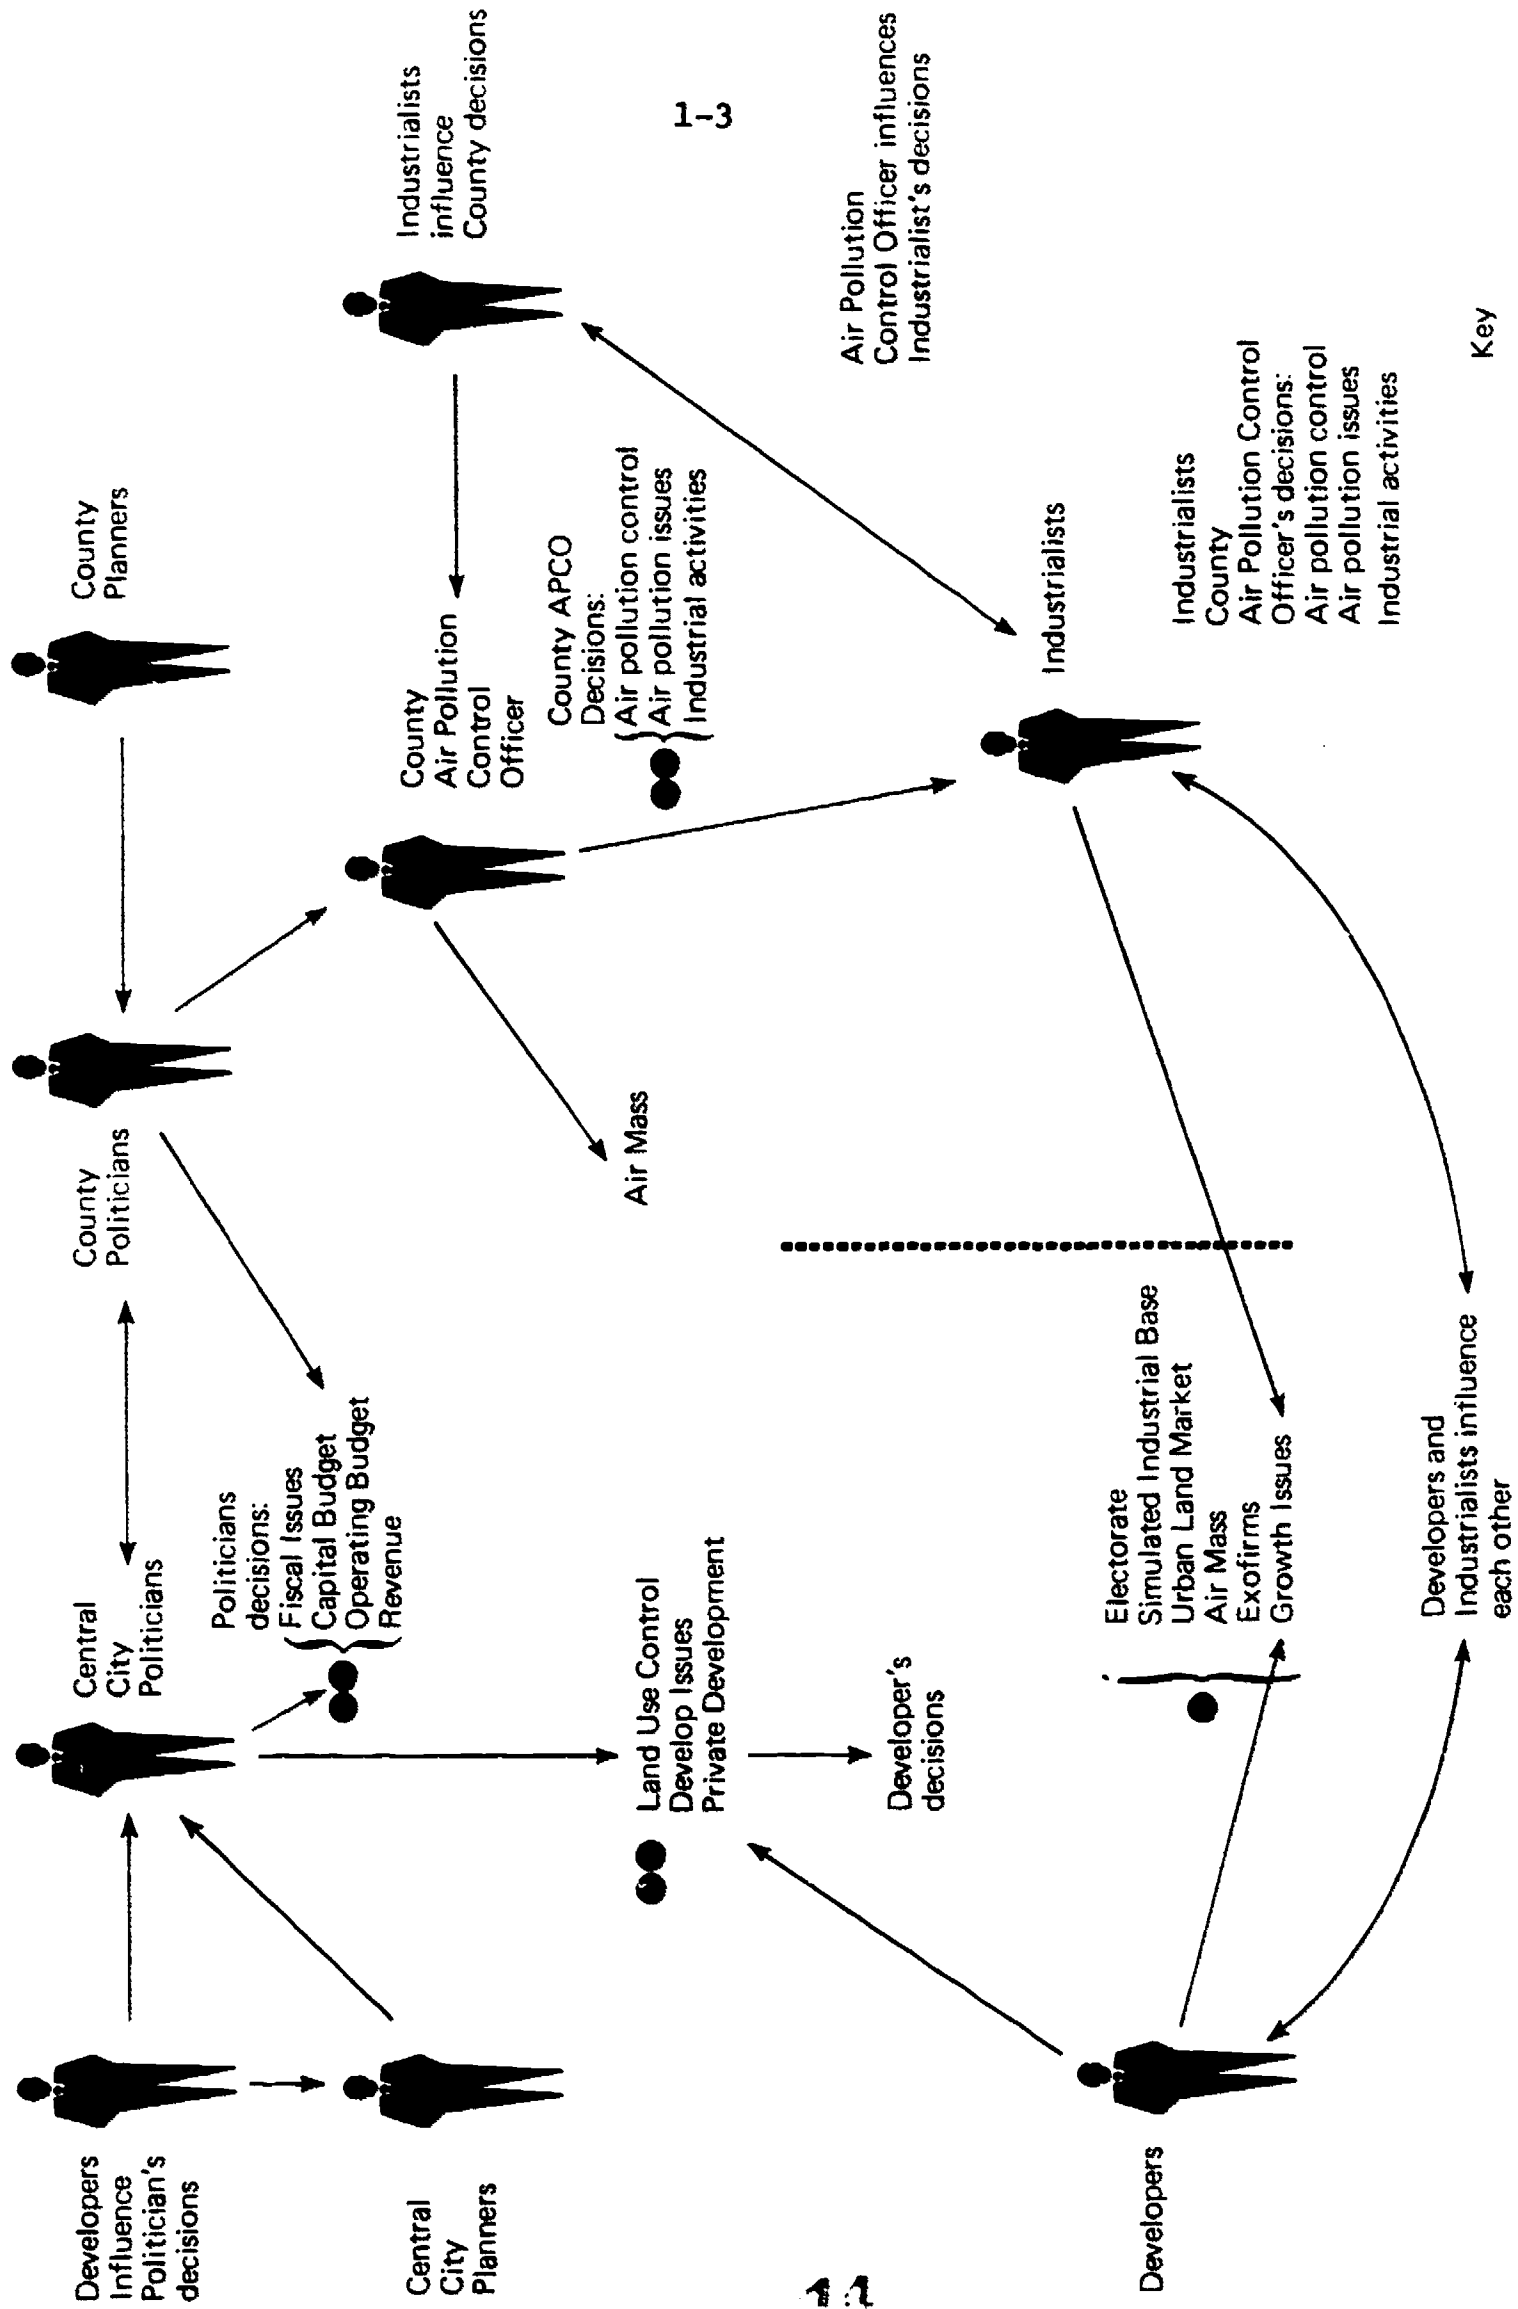 Developers
Influence
Politician's
decisions
Central
City
Politicians
County
Politicians
County
Planners
Central
City
Planners
Politicians
decisions:
Fiscal Issues
Capital Budget
Operating Budget
Revenue
County
Air Pollution
Control
Officer
Industrialists
influence
County decisions
County APCO
Decisions:
Air pollution control
Air pollution issues
Industrial activities
Land Use Control
Develop Issues
Private Development
Air Mass
1-3
Developer's
decisions
Air Pollution
Control Officer influences
Industrialist's decisions
Developers
Electorate
Simulated Industrial Base
Urban Land Market
Air Mass
Exofirms
Growth Issues
Industrialists
Industrialists
County
Air Pollution Control
Officer's decisions:
Air pollution control
Air pollution issues
Industrial activities
Developers and
Industrialists influence
each other
Key